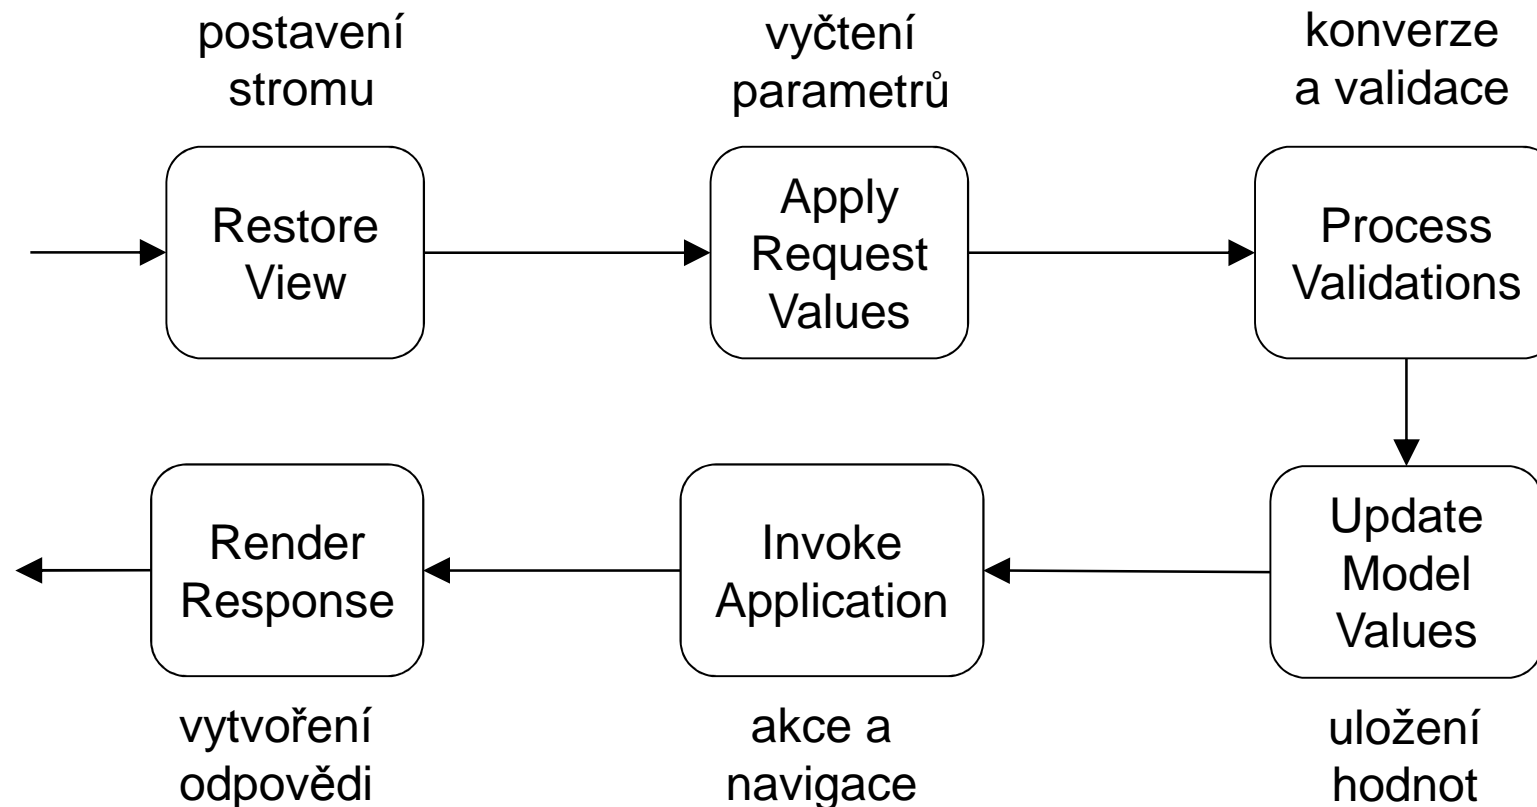 postavení
stromu
vyčtení
parametrů
konverze
a validace
Restore
View
Apply
Request
Values
Process
Validations
Render
Response
Invoke
Application
Update
Model
Values
vytvoření
odpovědi
akce a
navigace
uložení
hodnot